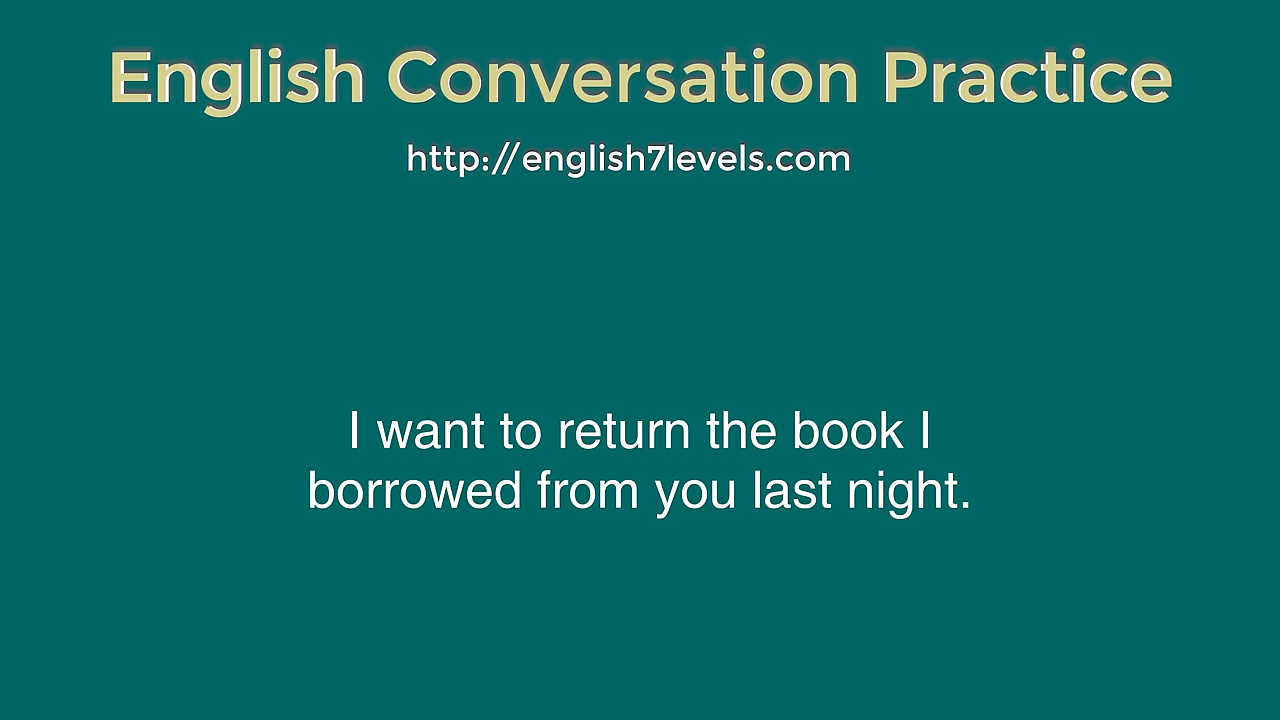 English Conversation Practice
http://english7levels.com
I want to return the book I
borrowed from you last night.